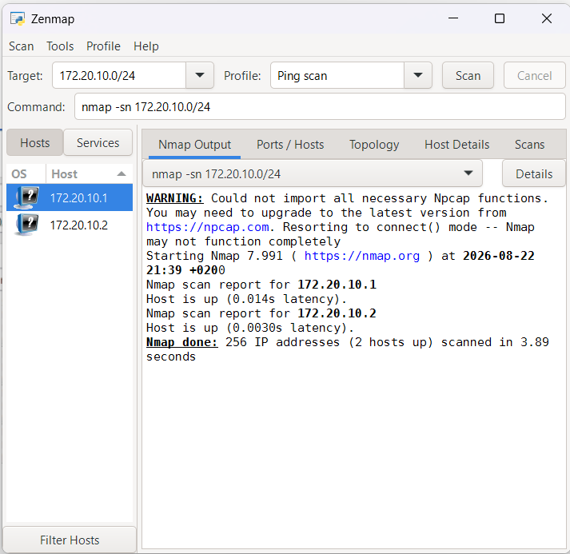 Zenmap
Scan Tools Profile Help
Target: 172.20.10.0/24 Profile: Ping scan Scan Cancel
Command: nmap -sn 172.20.10.0/24
Hosts Services
OS Host
172.20.10.1
172.20.10.2
Filter Hosts
Nmap Output Ports / Hosts Topology Host Details Scans
nmap -sn 172.20.10.0/24 Details
WARNING: Could not import all necessary Npcap functions.
You may need to upgrade to the latest version from
https://npcap.com. Resorting to connect() mode -- Nmap
may not function completely
Starting Nmap 7.991 ( https://nmap.org ) at 2026-08-22
21:39 +0200
Nmap scan report for 172.20.10.1
Host is up (0.014s latency).
Nmap scan report for 172.20.10.2
Host is up (0.0030s latency).
Nmap done: 256 IP addresses (2 hosts up) scanned in 3.89
seconds